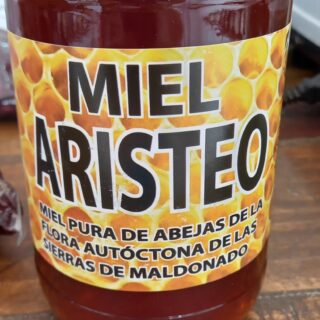 MIEL
ARISTEO
MIEL PURA DE ABEJAS DE LA
FLORA AUTÓCTONA DE LAS
SIERRAS DE MALDONADO